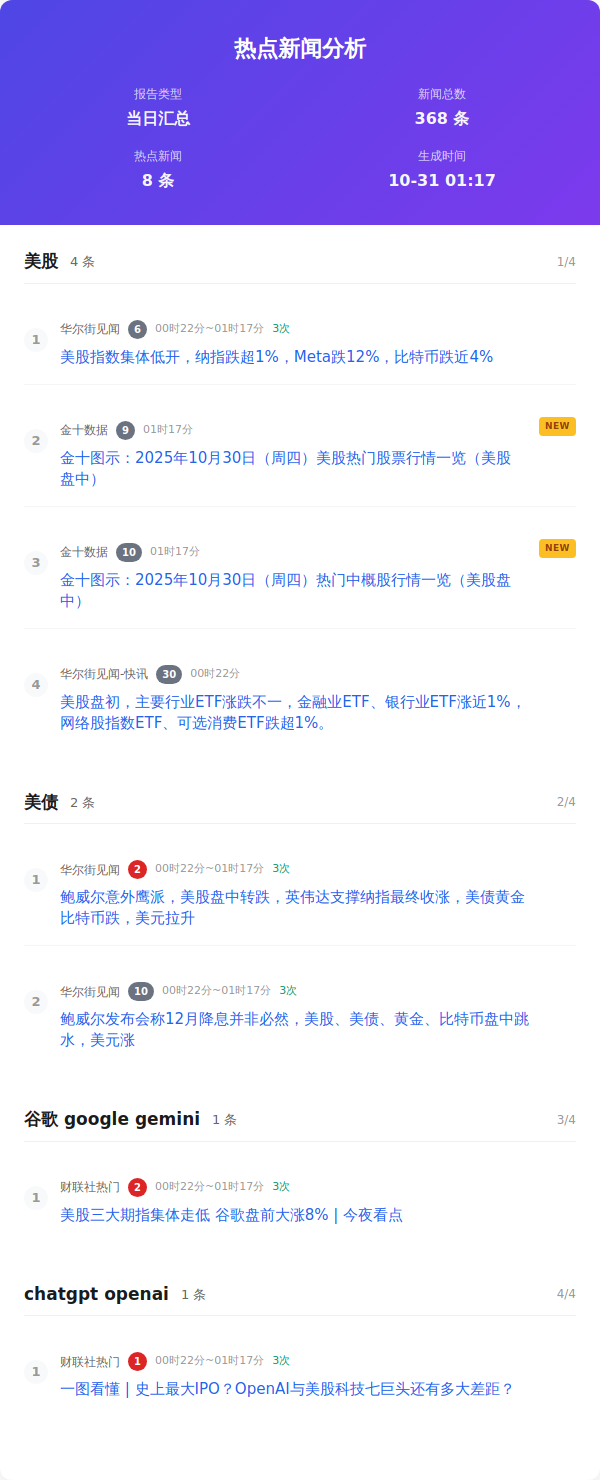 热点新闻分析
报告类型
当日汇总
新闻总数
368 条
热点新闻
8 条
生成时间
10-31 01:17
美股 4 条 1/4
1 华尔街见闻 6 00时22分~01时17分 3次
美股指数集体低开，纳指跌超1%，Meta跌12%，比特币跌近4%
2 金十数据 9 01时17分 NEW
金十图示：2025年10月30日（周四）美股热门股票行情一览（美股
盘中）
3 金十数据 10 01时17分 NEW
金十图示：2025年10月30日（周四）热门中概股行情一览（美股盘
中）
4 华尔街见闻-快讯 30 00时22分
美股盘初，主要行业ETF涨跌不一，金融业ETF、银行业ETF涨近1%，
网络股指数ETF、可选消费ETF跌超1%。
美债 2 条 2/4
1 华尔街见闻 2 00时22分~01时17分 3次
鲍威尔意外鹰派，美股盘中转跌，英伟达支撑纳指最终收涨，美债黄金
比特币跌，美元拉升
2 华尔街见闻 10 00时22分~01时17分 3次
鲍威尔发布会称12月降息并非必然，美股、美债、黄金、比特币盘中跳
水，美元涨
谷歌 google gemini 1 条 3/4
1 财联社热门 2 00时22分~01时17分 3次
美股三大期指集体走低 谷歌盘前大涨8% | 今夜看点
chatgpt openai 1 条 4/4
1 财联社热门 1 00时22分~01时17分 3次
一图看懂 | 史上最大IPO？OpenAI与美股科技七巨头还有多大差距？